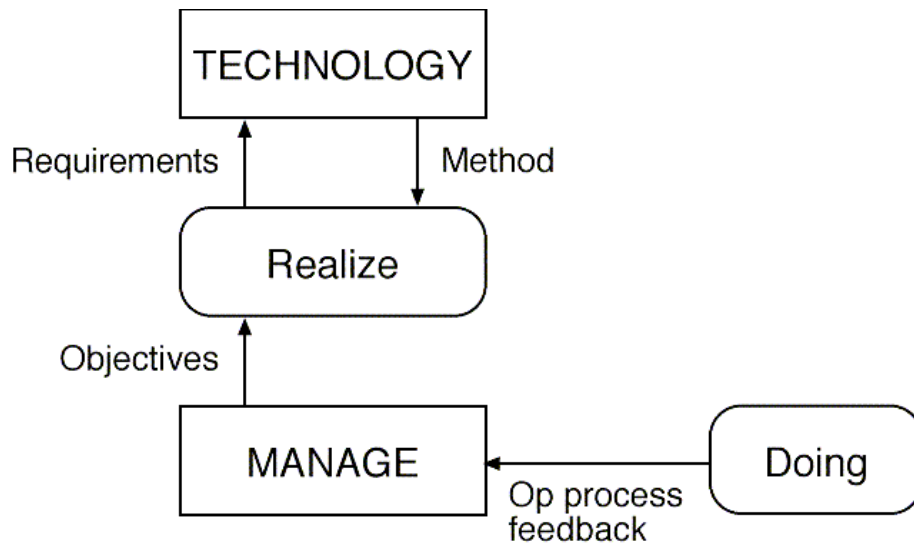 TECHNOLOGY
Requirements
Method
Realize
Objectives
MANAGE
Doing
Op process
feedback